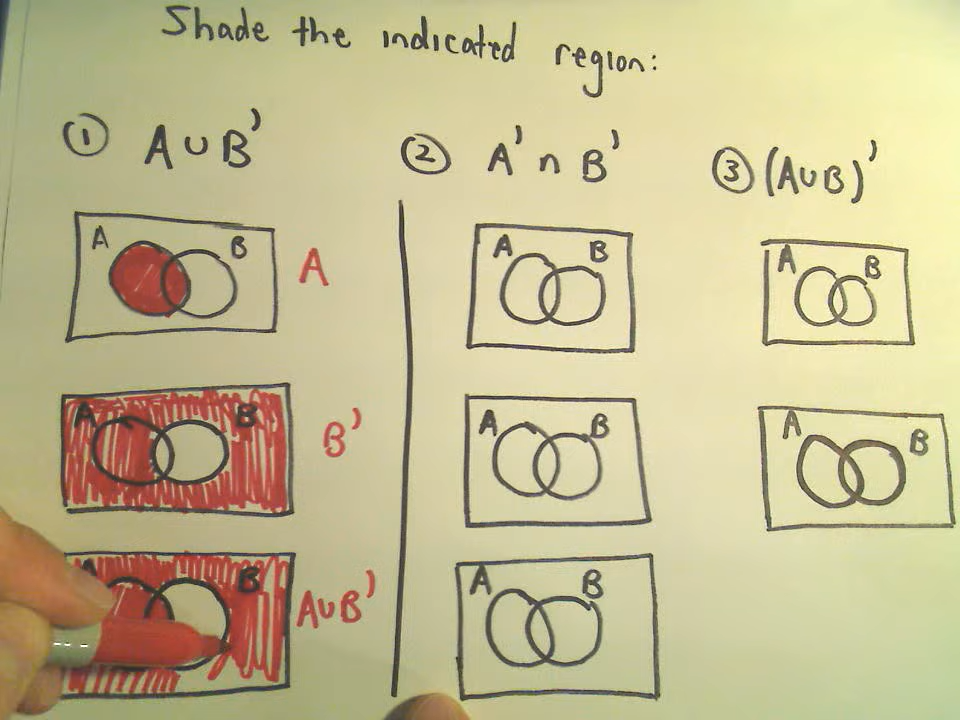 Shade the indicated region:
① A∪B' ② A'∩B' ③ (A∪B)'
A B A
A B
A B
A B B'
A B
A B
A B A∪B'
A B